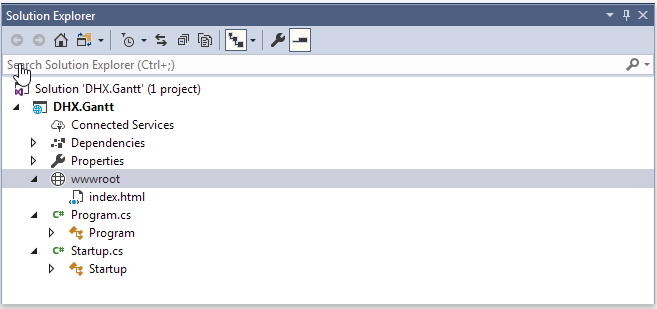 Solution Explorer
Search Solution Explorer (Ctrl+;)
Solution 'DHX.Gantt' (1 project)
DHX.Gantt
Connected Services
Dependencies
Properties
wwwroot
index.html
C# Program.cs
Program
C# Startup.cs
Startup